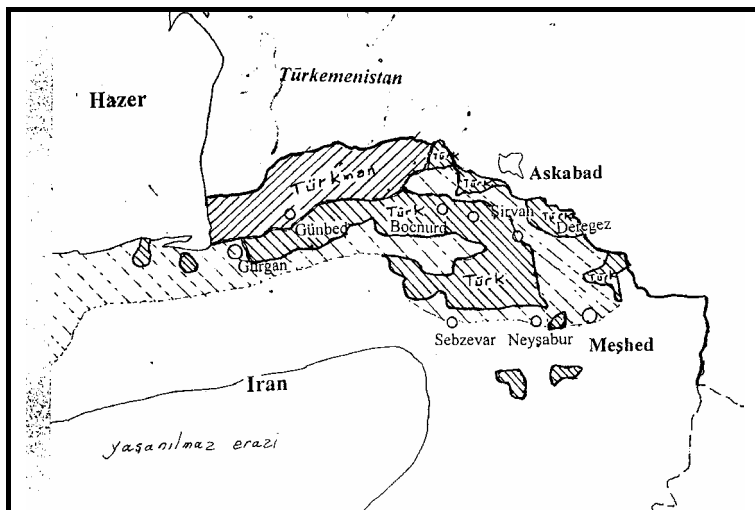 Türkemenistan
Hazer
Türk
Askabad
Türkmen
Türk
Türk
Şirvan
Türk
Günbed
Bocnurd
Deregez
Gürgan
Türk
Türk
Sebzevar
Neyşabur
Meşhed
Iran
yaşanılmaz erazi